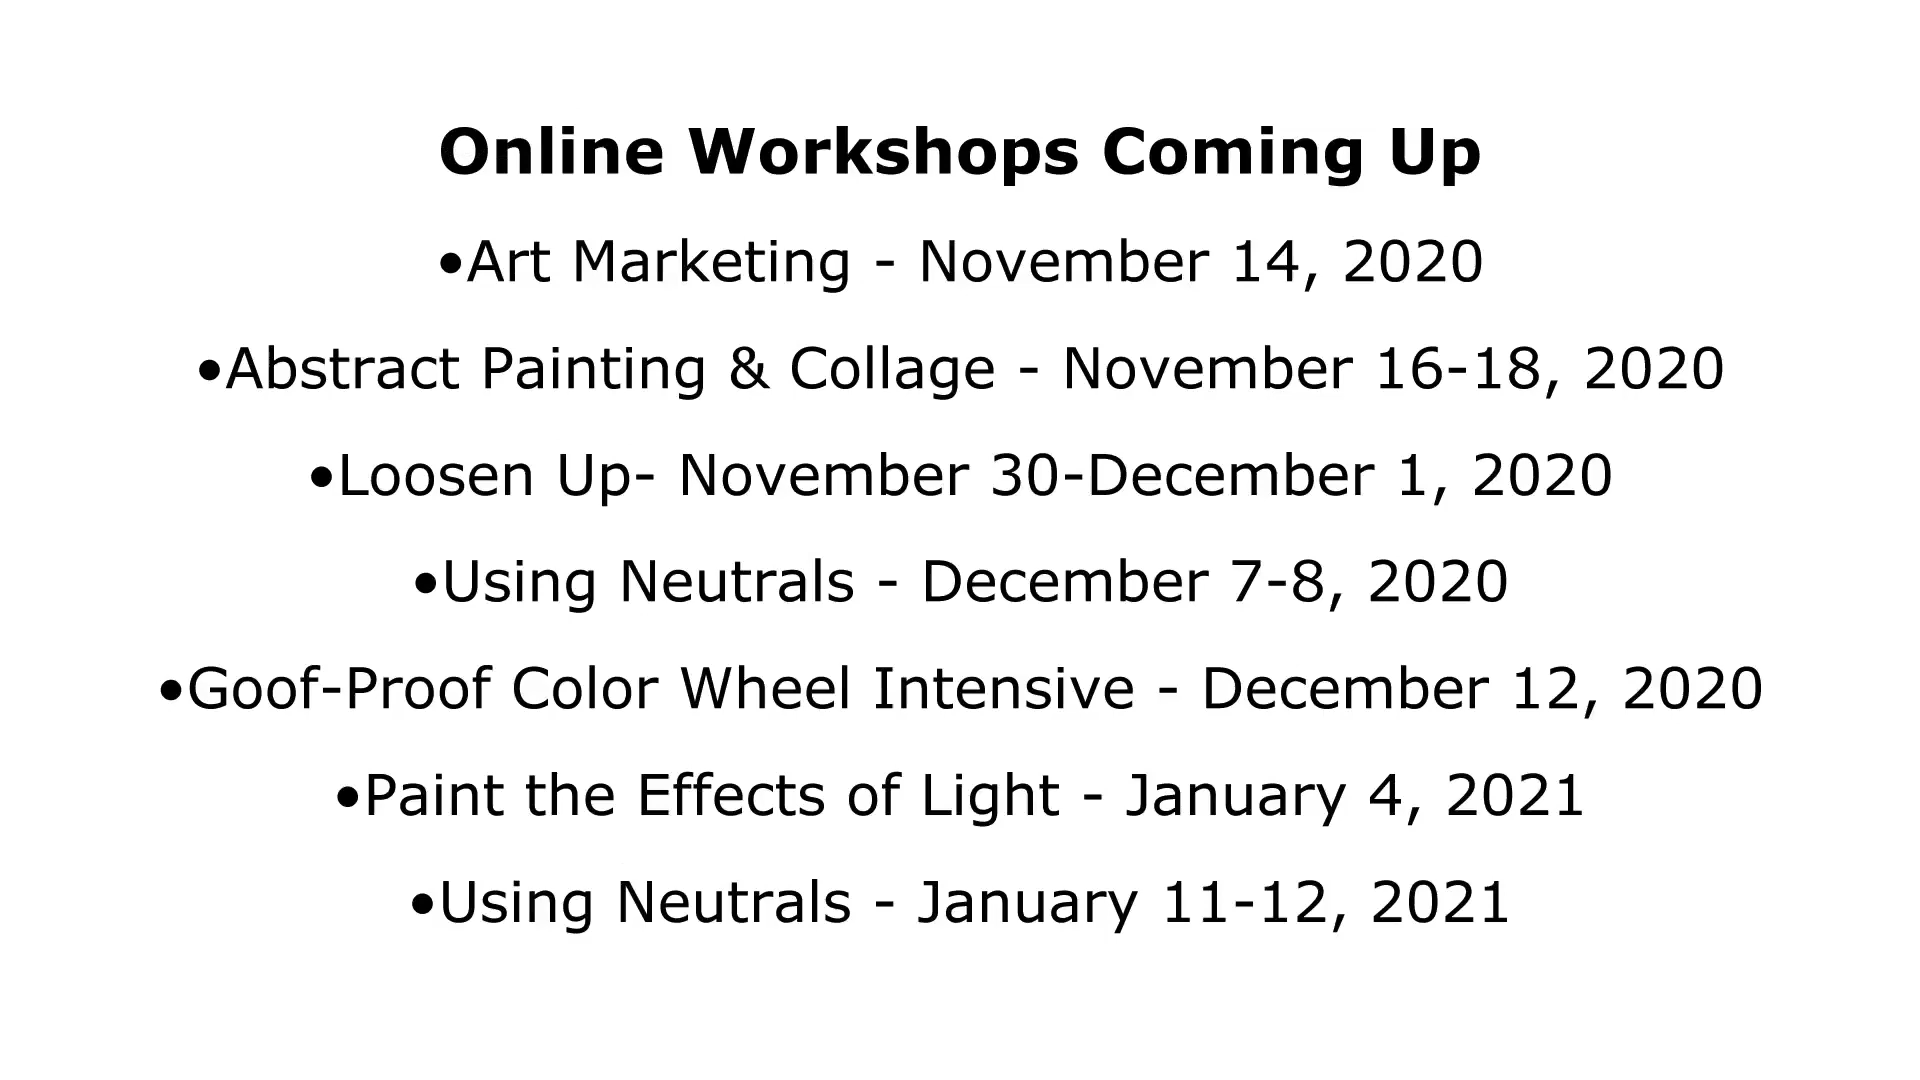 Online Workshops Coming Up
•Art Marketing - November 14, 2020
•Abstract Painting & Collage - November 16-18, 2020
•Loosen Up- November 30-December 1, 2020
•Using Neutrals - December 7-8, 2020
•Goof-Proof Color Wheel Intensive - December 12, 2020
•Paint the Effects of Light - January 4, 2021
•Using Neutrals - January 11-12, 2021